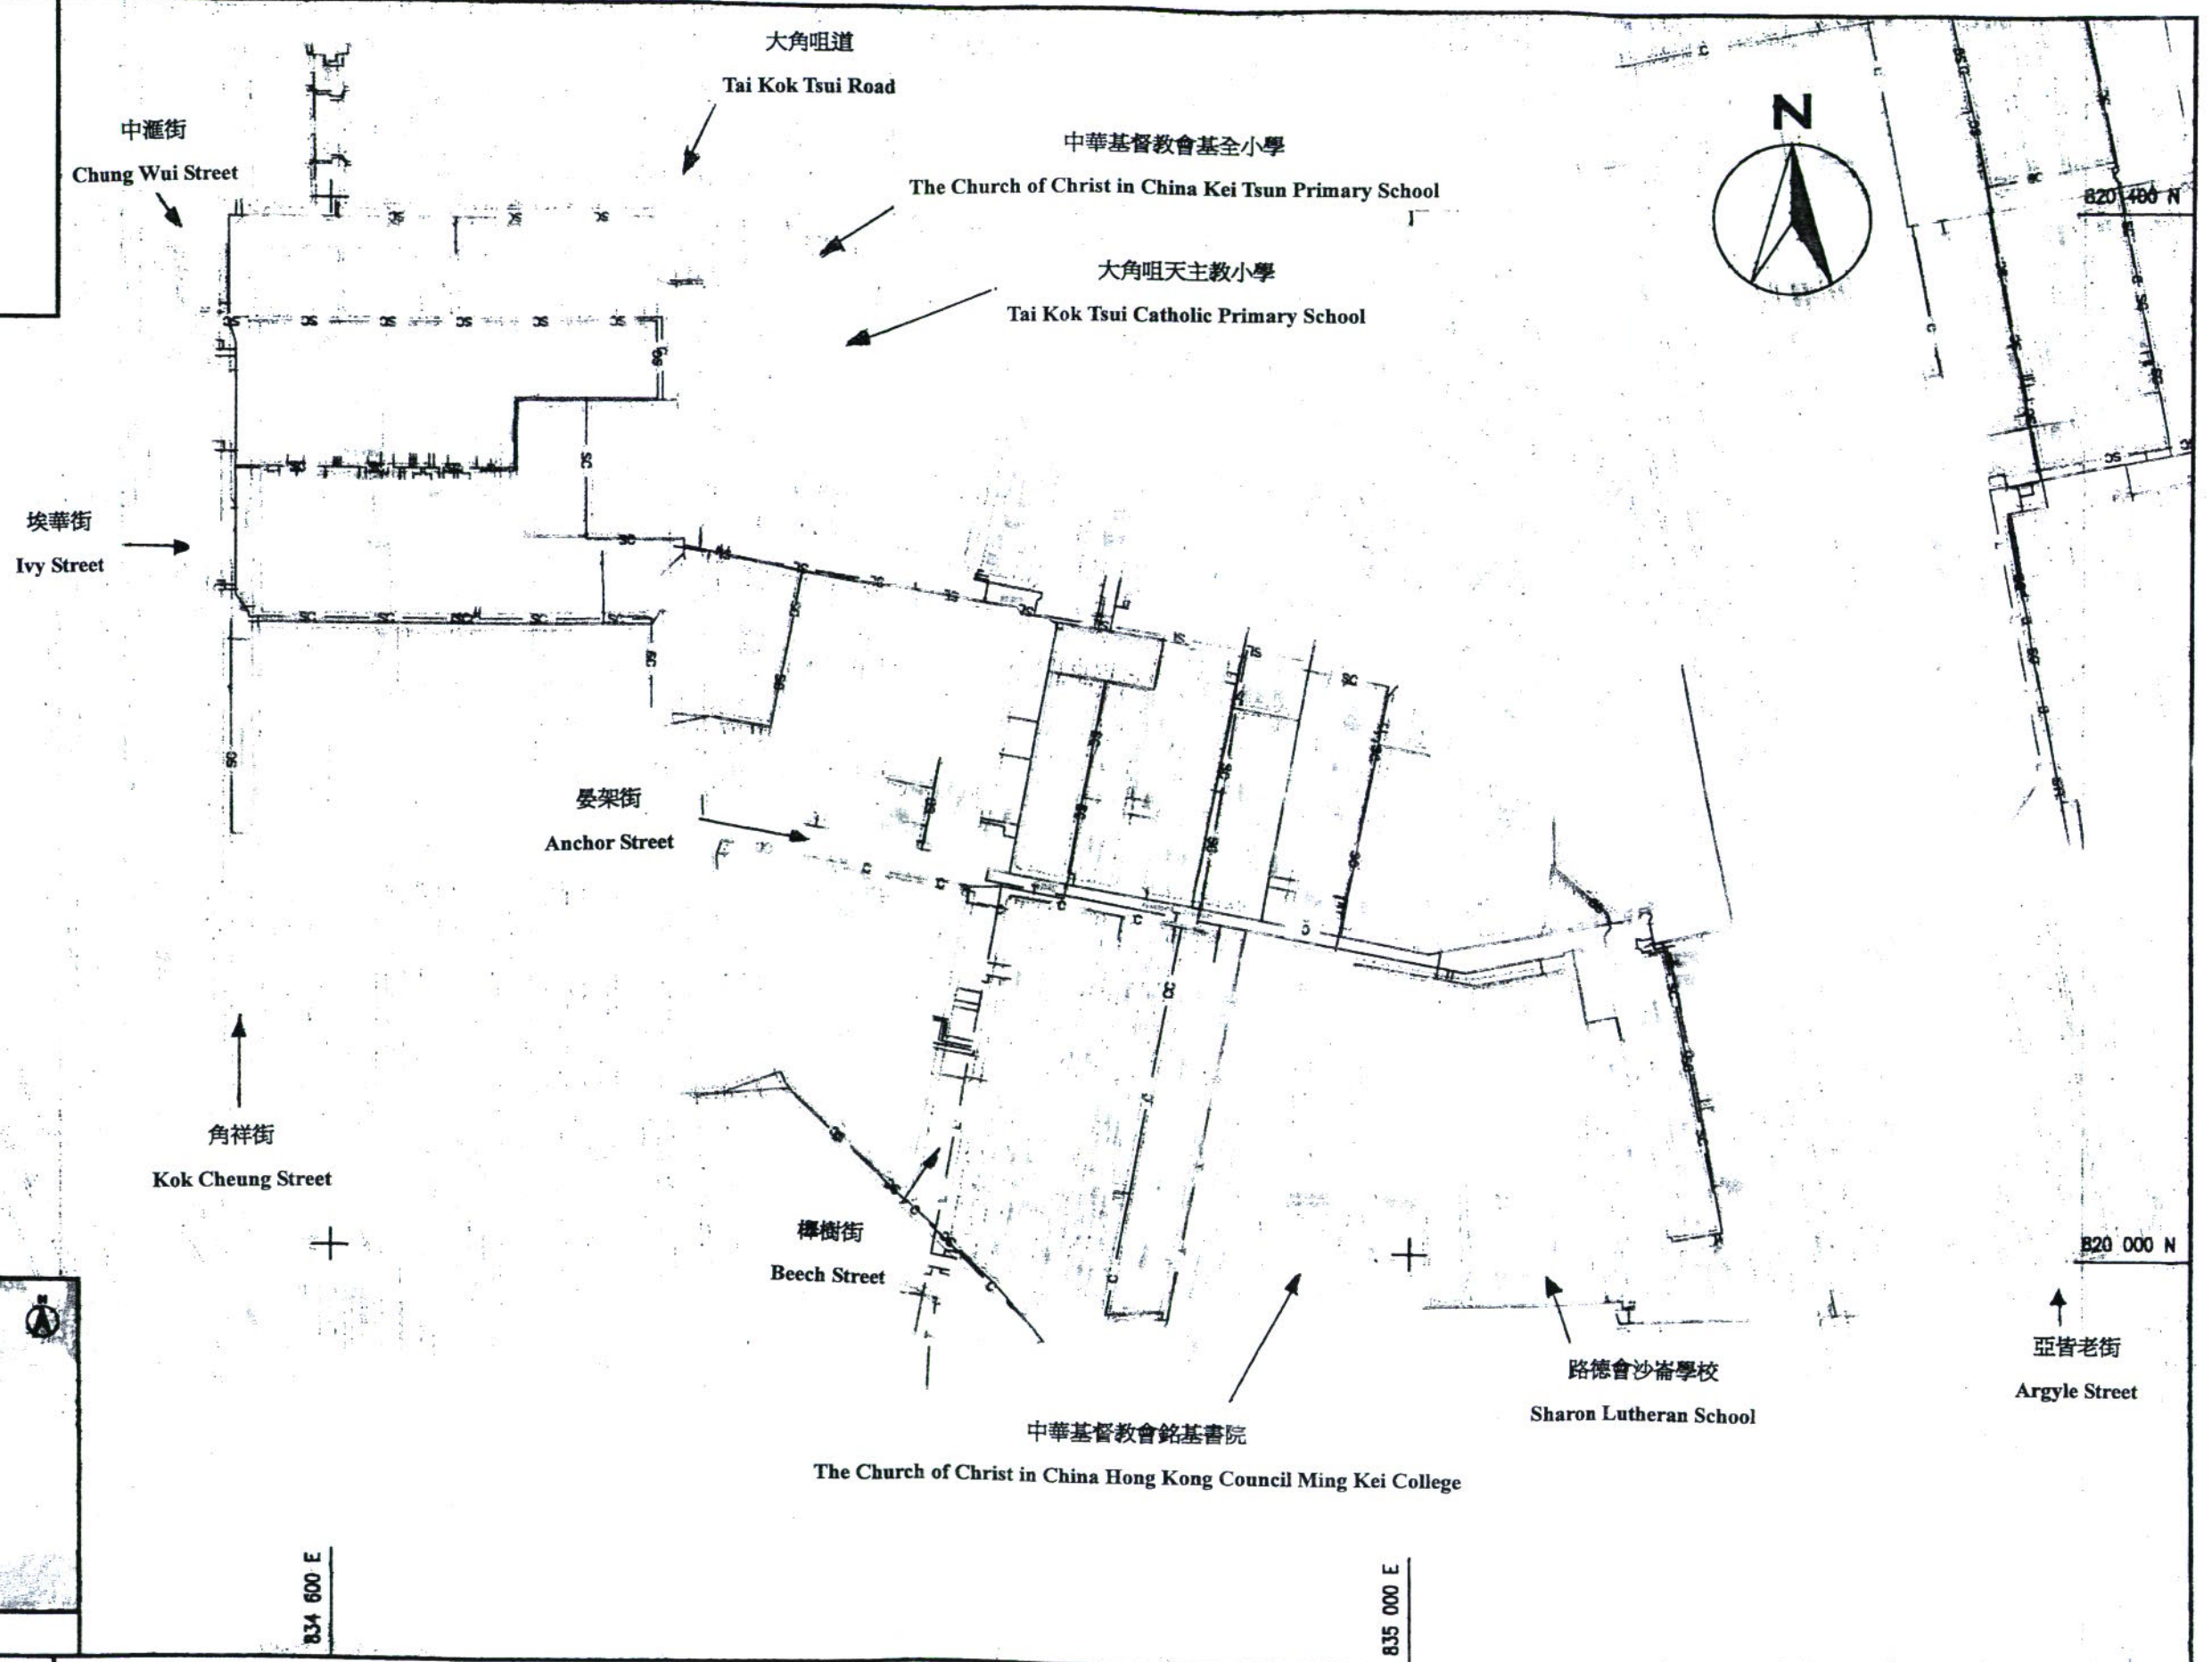 大角咀道
Tai Kok Tsui Road
中滙街
Chung Wui Street
中華基督教會基全小學
The Church of Christ in China Kei Tsun Primary School
N
820 400 N
大角咀天主教小學
Tai Kok Tsui Catholic Primary School
埃華街
Ivy Street
晏架街
Anchor Street
角祥街
Kok Cheung Street
櫸樹街
Beech Street
820 000 N
N
路德會沙崙學校
Sharon Lutheran School
亞皆老街
Argyle Street
中華基督教會銘基書院
The Church of Christ in China Hong Kong Council Ming Kei College
834 600 E
835 000 E